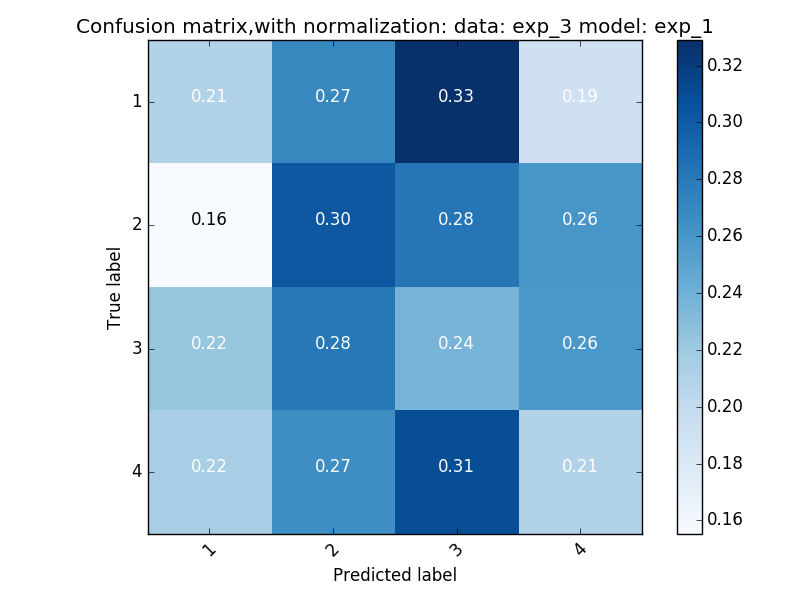 Confusion matrix,with normalization: data: exp_3 model: exp_1
1 0.21 0.27 0.33 0.19
2 0.16 0.30 0.28 0.26
3 0.22 0.28 0.24 0.26
4 0.22 0.27 0.31 0.21
1 2 3 4
True label
Predicted label
0.32
0.30
0.28
0.26
0.24
0.22
0.20
0.18
0.16